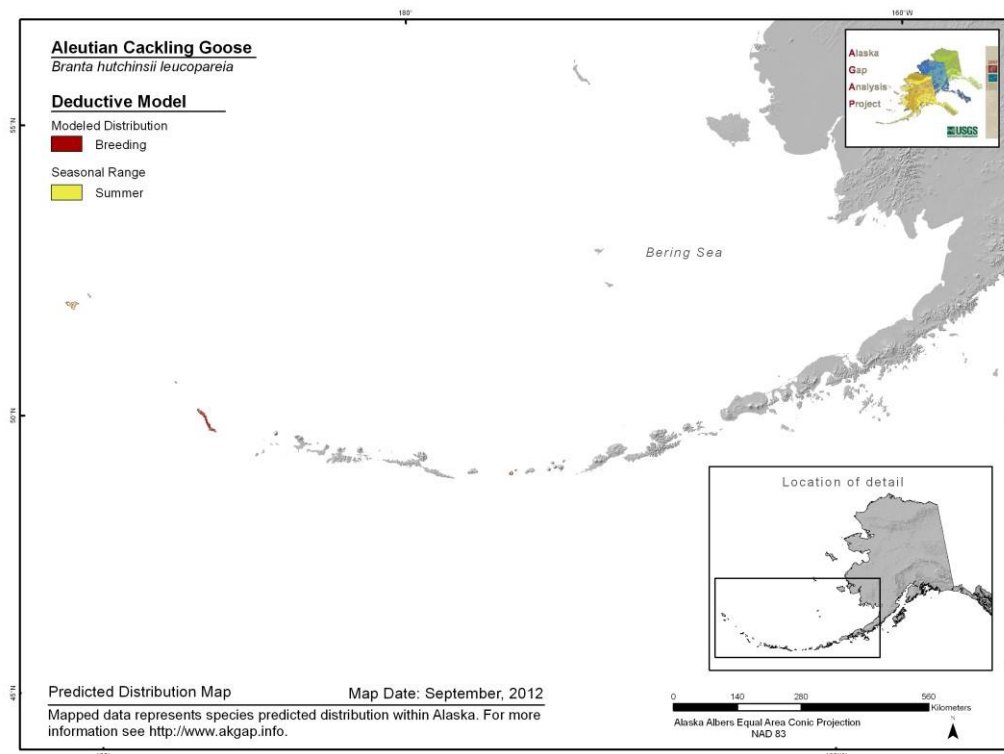 180°
160°W
Aleutian Cackling Goose
Branta hutchinsii leucopareia
Deductive Model
Modeled Distribution
Breeding
Seasonal Range
Summer
Alaska
Gap
Analysis
Project
USGS
55°N
Bering Sea
50°N
Location of detail
45°N
Predicted Distribution Map
Map Date: September, 2012
Mapped data represents species predicted distribution within Alaska. For more
information see http://www.akgap.info.
0 140 280 560
Kilometers
Alaska Albers Equal Area Conic Projection
NAD 83
N